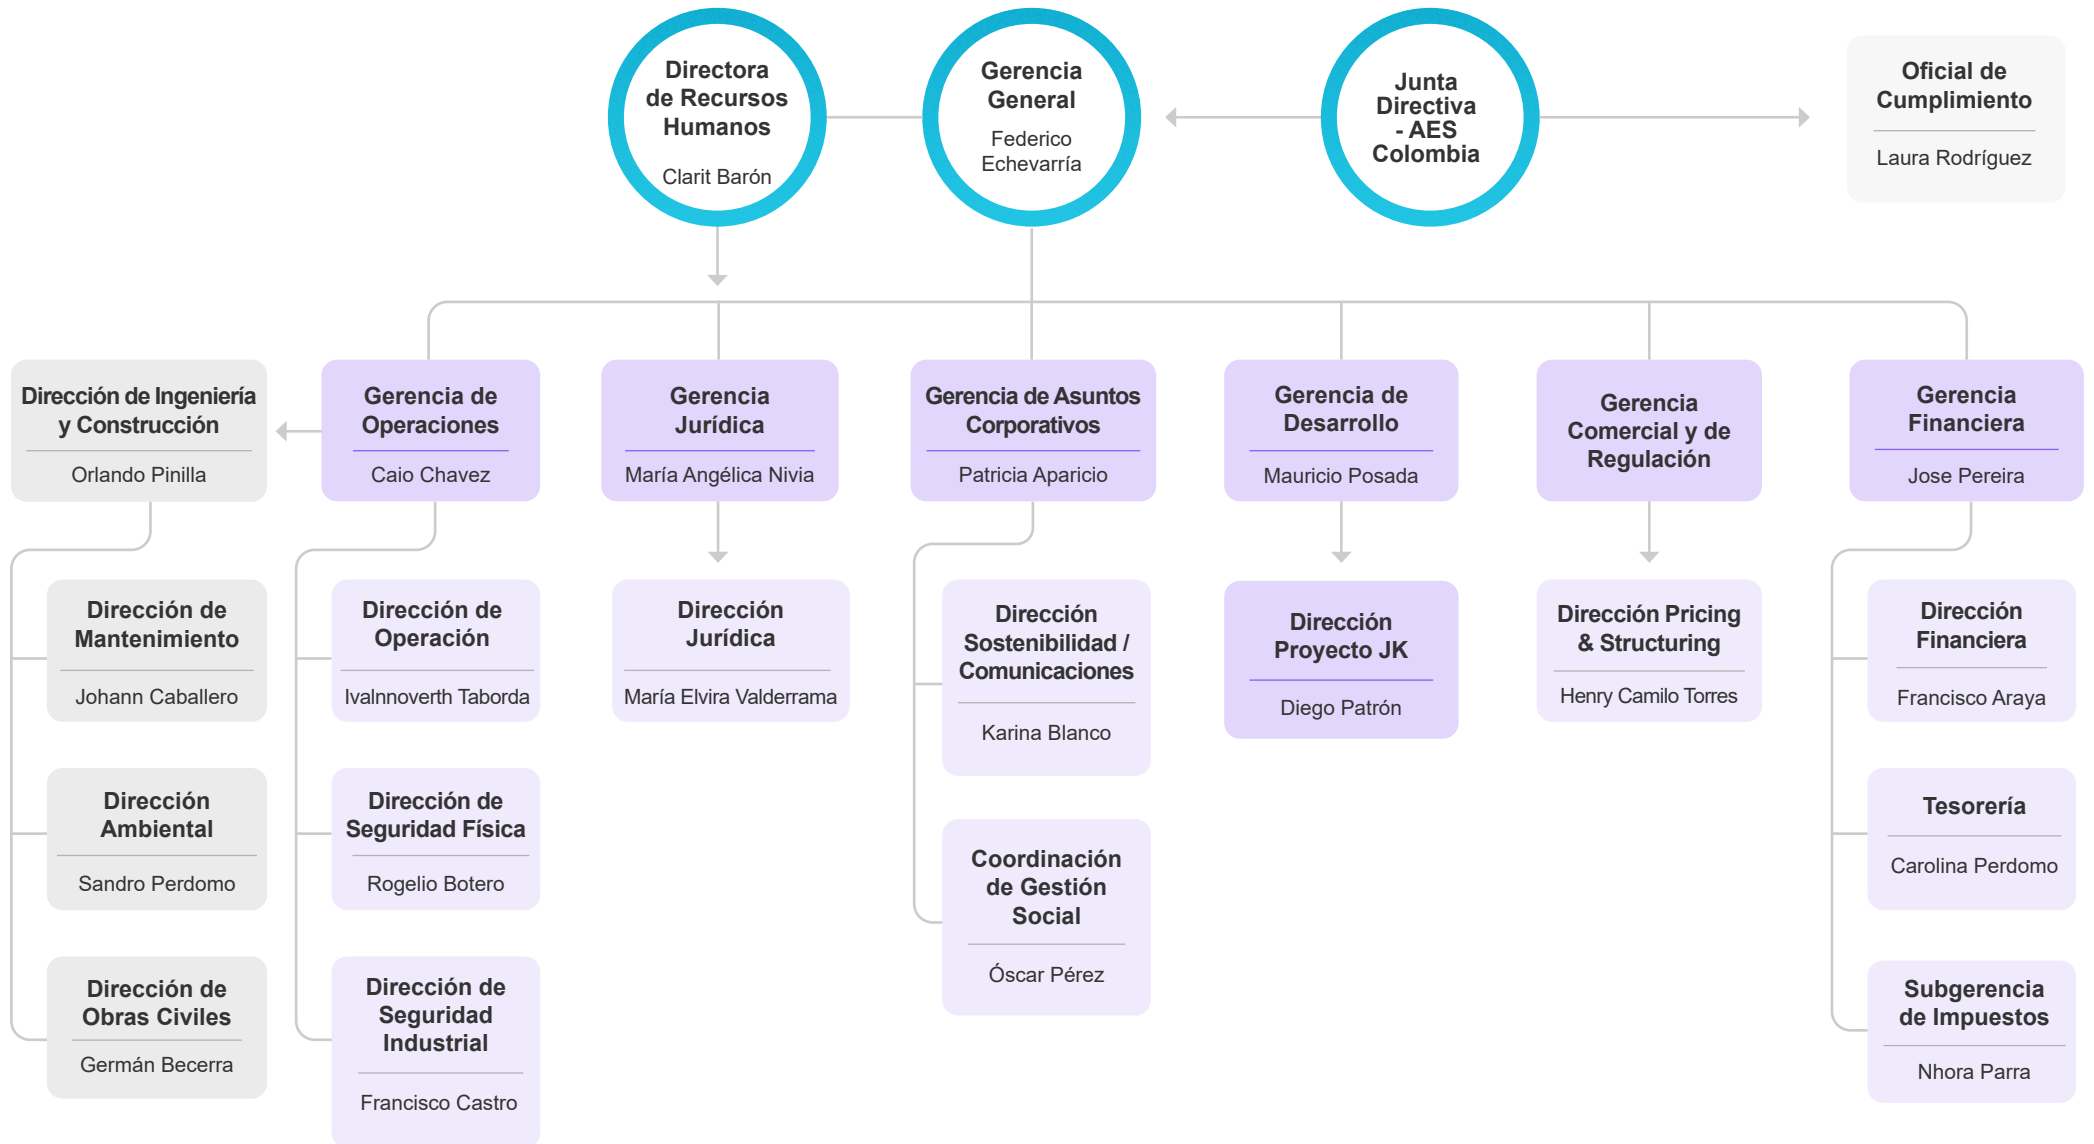 Directora
de Recursos
Humanos
Clarit Barón
Gerencia
General
Federico
Echevarría
Junta
Directiva
- AES
Colombia
Oficial de
Cumplimiento
Laura Rodríguez
Dirección de Ingeniería
y Construcción
Orlando Pinilla
Gerencia de
Operaciones
Caio Chavez
Gerencia
Jurídica
María Angélica Nivia
Gerencia de Asuntos
Corporativos
Patricia Aparicio
Gerencia de
Desarrollo
Mauricio Posada
Gerencia
Comercial y de
Regulación
Gerencia
Financiera
Jose Pereira
Dirección de
Mantenimiento
Johann Caballero
Dirección de
Operación
Ivalnnoverth Taborda
Dirección
Jurídica
María Elvira Valderrama
Dirección
Sostenibilidad /
Comunicaciones
Karina Blanco
Dirección
Proyecto JK
Diego Patrón
Dirección Pricing
& Structuring
Henry Camilo Torres
Dirección
Financiera
Francisco Araya
Dirección
Ambiental
Sandro Perdomo
Dirección de
Seguridad Física
Rogelio Botero
Coordinación
de Gestión
Social
Óscar Pérez
Tesorería
Carolina Perdomo
Dirección de
Obras Civiles
Germán Becerra
Dirección de
Seguridad
Industrial
Francisco Castro
Subgerencia
de Impuestos
Nhora Parra